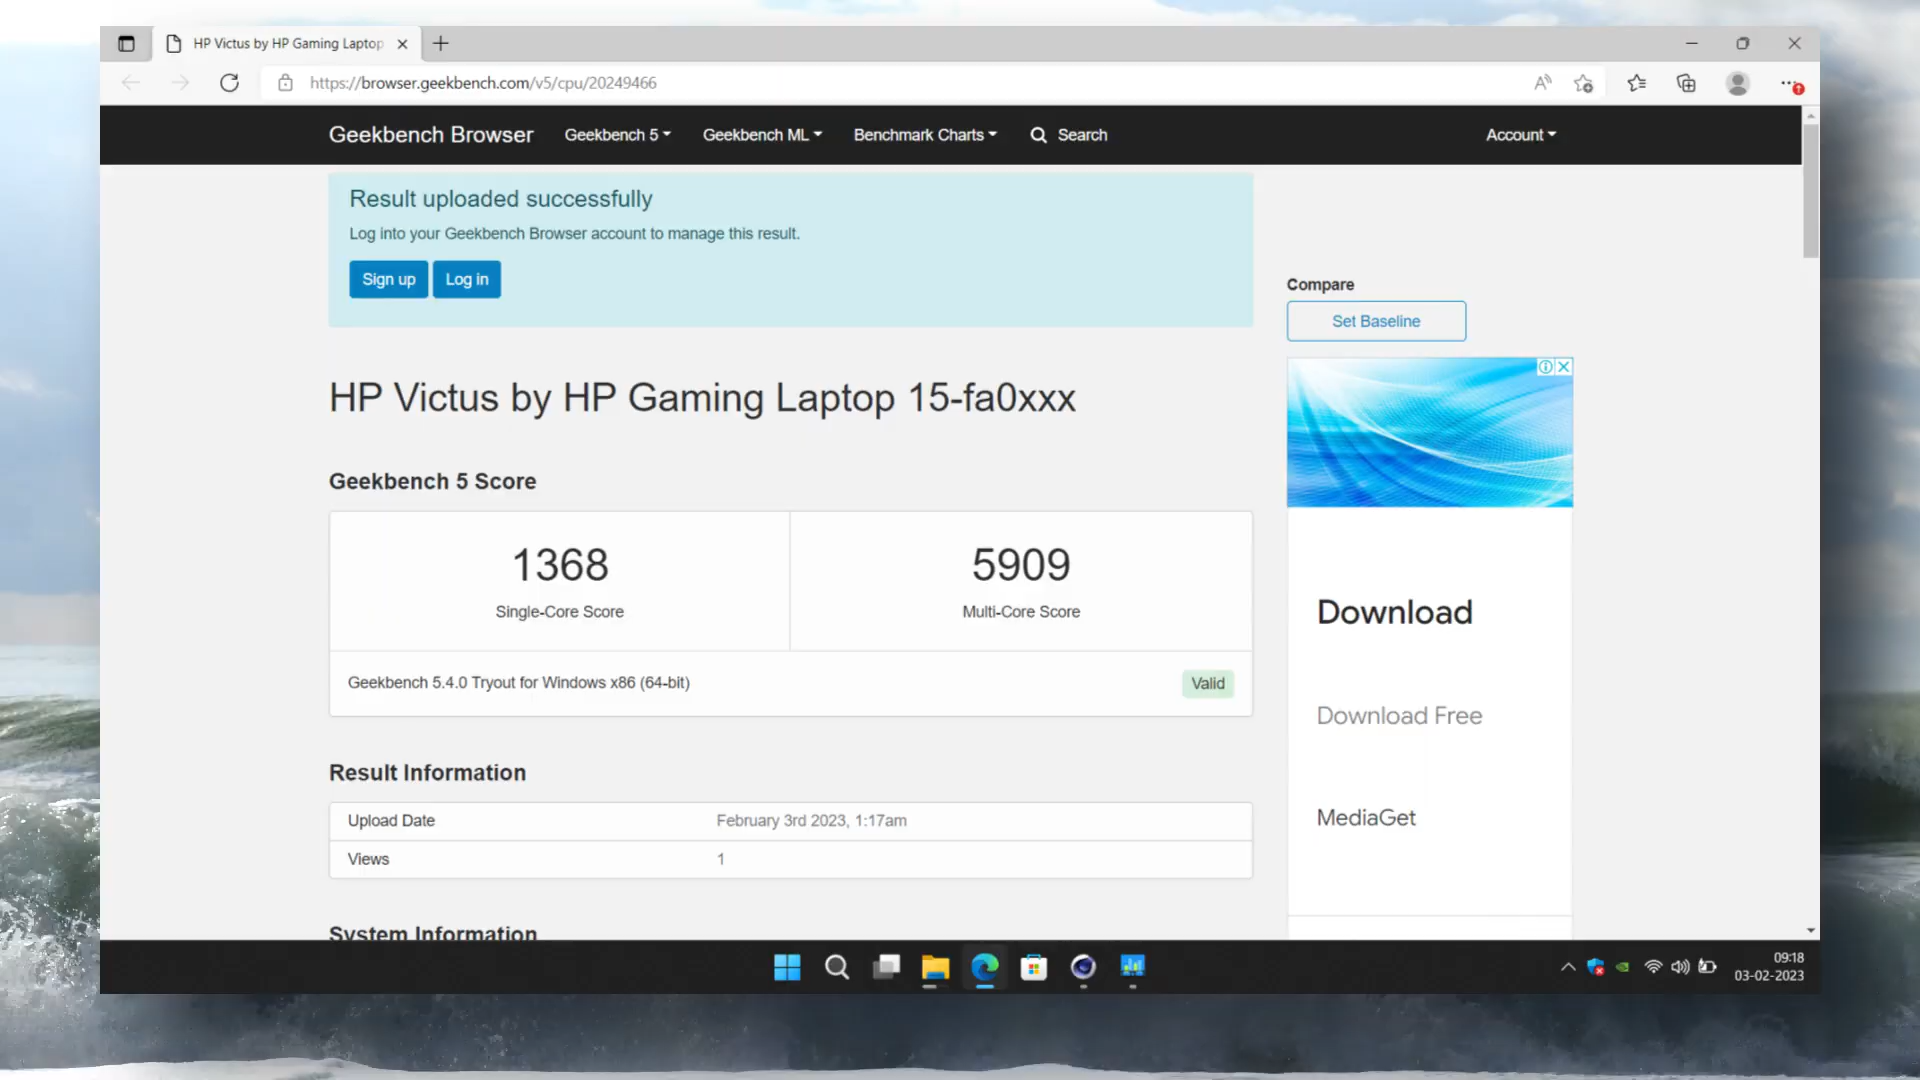 HP Victus by HP Gaming Laptop
https://browser.geekbench.com/v5/cpu/20249466
Geekbench Browser
Geekbench 5
Geekbench ML
Benchmark Charts
Search
Account
Result uploaded successfully
Log into your Geekbench Browser account to manage this result.
Sign up
Log in
Compare
Set Baseline
HP Victus by HP Gaming Laptop 15-fa0xxx
Geekbench 5 Score
1368
Single-Core Score
5909
Multi-Core Score
Geekbench 5.4.0 Tryout for Windows x86 (64-bit)
Valid
Download
Download Free
MediaGet
Result Information
Upload Date
February 3rd 2023, 1:17am
Views
1
System Information
09:18
03-02-2023